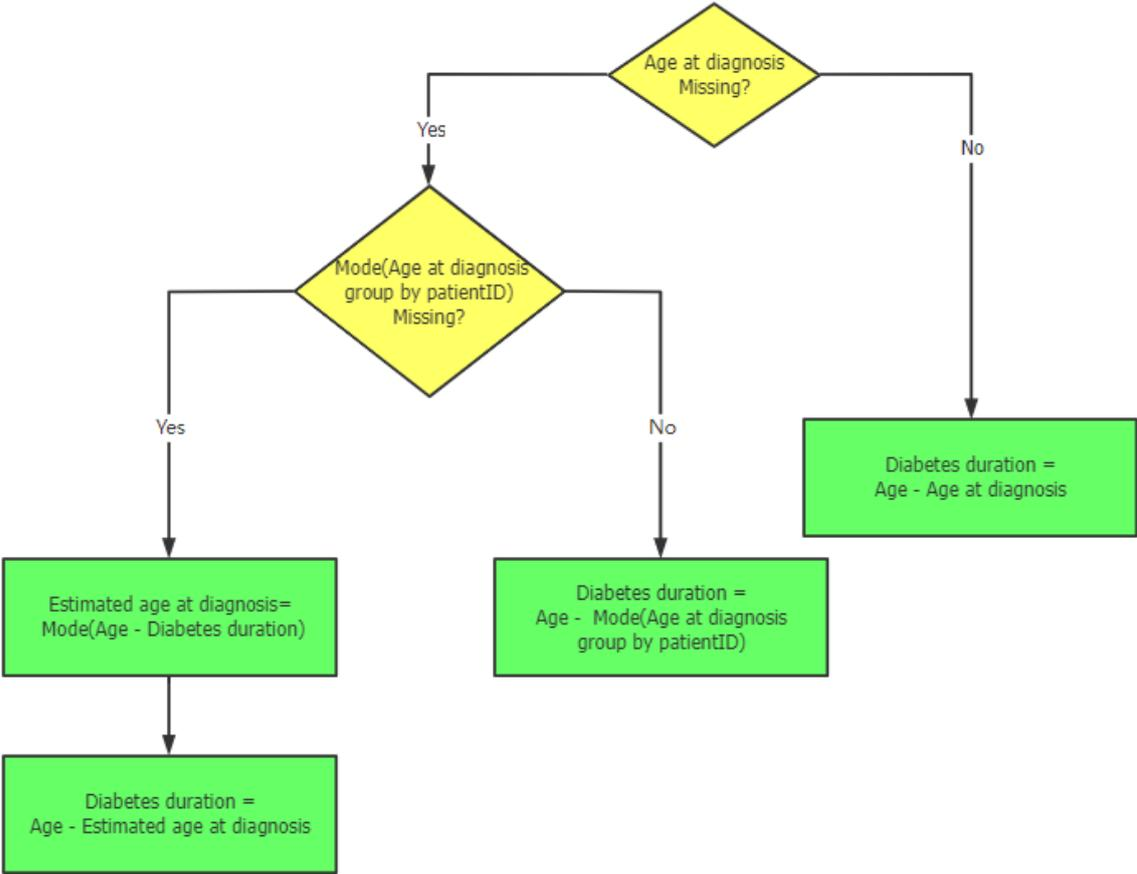 Age at diagnosis
Missing?
Yes
No
Mode(Age at diagnosis
group by patientID)
Missing?
Yes
No
Diabetes duration =
Age - Age at diagnosis
Estimated age at diagnosis=
Mode(Age - Diabetes duration)
Diabetes duration =
Age -  Mode(Age at diagnosis
group by patientID)
Diabetes duration =
Age - Estimated age at diagnosis